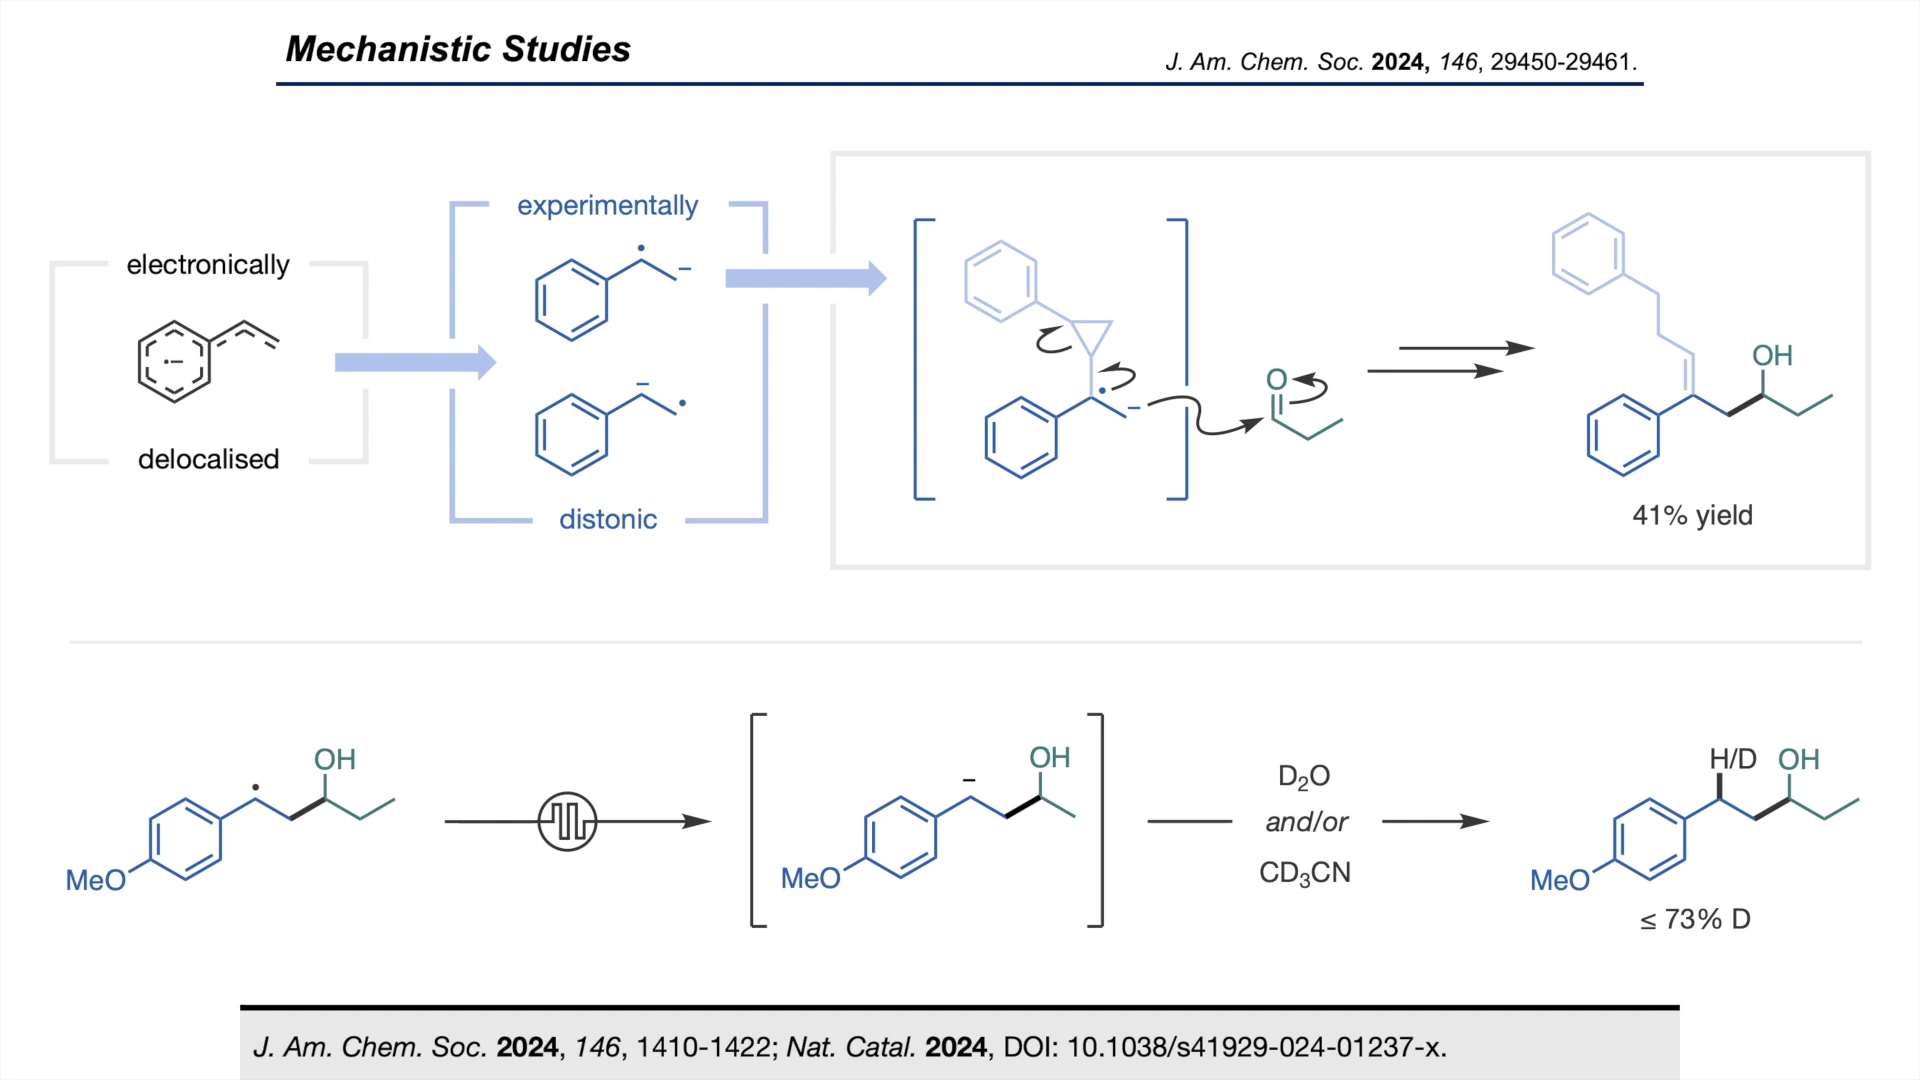 Mechanistic Studies
J. Am. Chem. Soc. 2024, 146, 29450-29461.
electronically
delocalised
experimentally
distonic
O
OH
41% yield
OH
MeO
OH
MeO
D₂O
and/or
CD₃CN
H/D OH
MeO
≤ 73% D
J. Am. Chem. Soc. 2024, 146, 1410-1422; Nat. Catal. 2024, DOI: 10.1038/s41929-024-01237-x.